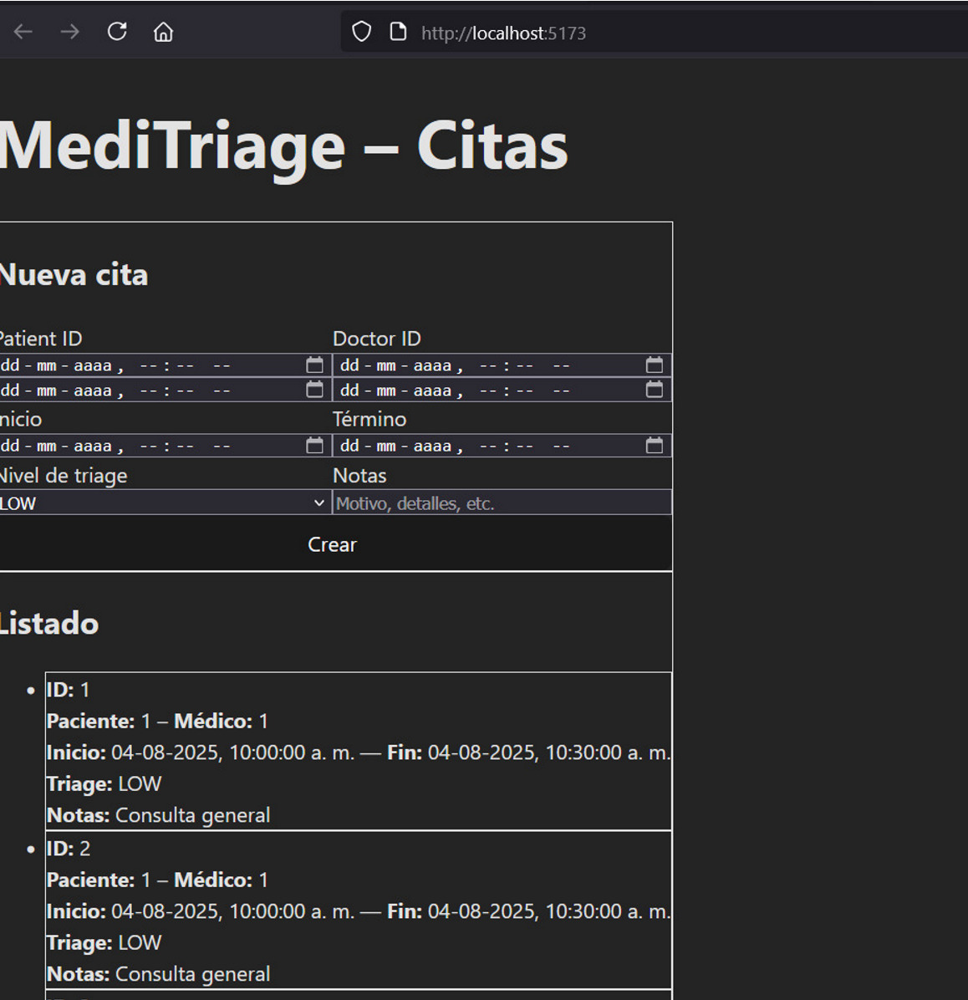 http://localhost:5173
MediTriage – Citas
Nueva cita
Patient ID Doctor ID
dd-mm-aaaa, --:-- -- dd-mm-aaaa, --:-- --
dd-mm-aaaa, --:-- -- dd-mm-aaaa, --:-- --
Inicio Término
dd-mm-aaaa, --:-- -- dd-mm-aaaa, --:-- --
Nivel de triage Notas
LOW Motivo, detalles, etc.
Crear
Listado
ID: 1
Paciente: 1 – Médico: 1
Inicio: 04-08-2025, 10:00:00 a. m. — Fin: 04-08-2025, 10:30:00 a. m.
Triage: LOW
Notas: Consulta general
ID: 2
Paciente: 1 – Médico: 1
Inicio: 04-08-2025, 10:00:00 a. m. — Fin: 04-08-2025, 10:30:00 a. m.
Triage: LOW
Notas: Consulta general